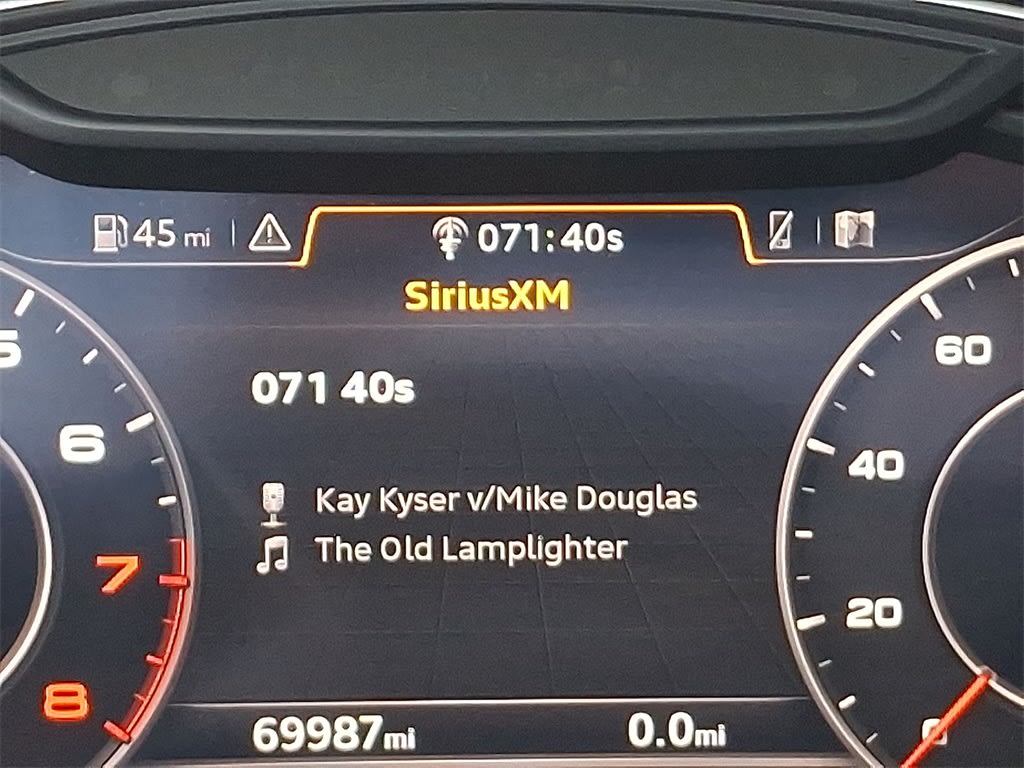 45 mi
071:40s
SiriusXM
071 40s
Kay Kyser v/Mike Douglas
The Old Lamplighter
5
6
7
8
60
40
20
0
69987mi
0.0mi